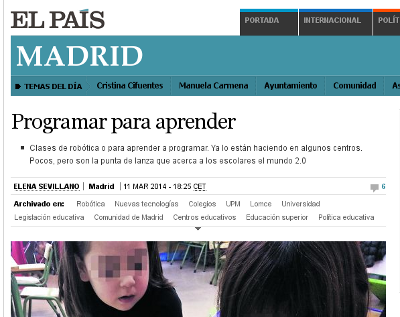 EL PAÍS
PORTADA INTERNACIONAL POLÍT
MADRID
TEMAS DEL DÍA Cristina Cifuentes Manuela Carmena Ayuntamiento Comunidad As
Programar para aprender
Clases de robótica o para aprender a programar. Ya lo están haciendo en algunos centros.
Pocos, pero son la punta de lanza que acerca a los escolares el mundo 2.0
ELENA SEVILLANO | Madrid | 11 MAR 2014 - 18:25 CET 6
Archivado en: Robótica Nuevas tecnologías Colegios UPM Lomce Universidad
Legislación educativa Comunidad de Madrid Centros educativos Educación superior Política educativa